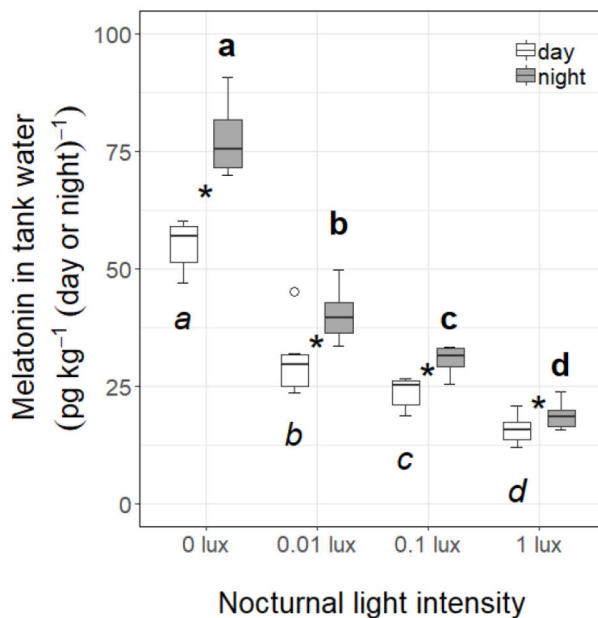 Melatonin in tank water
(pg kg⁻¹ (day or night)⁻¹)
100
75
50
25
0
day
night
a
b
c
d
*
*
*
*
a
b
c
d
0 lux
0.01 lux
0.1 lux
1 lux
Nocturnal light intensity